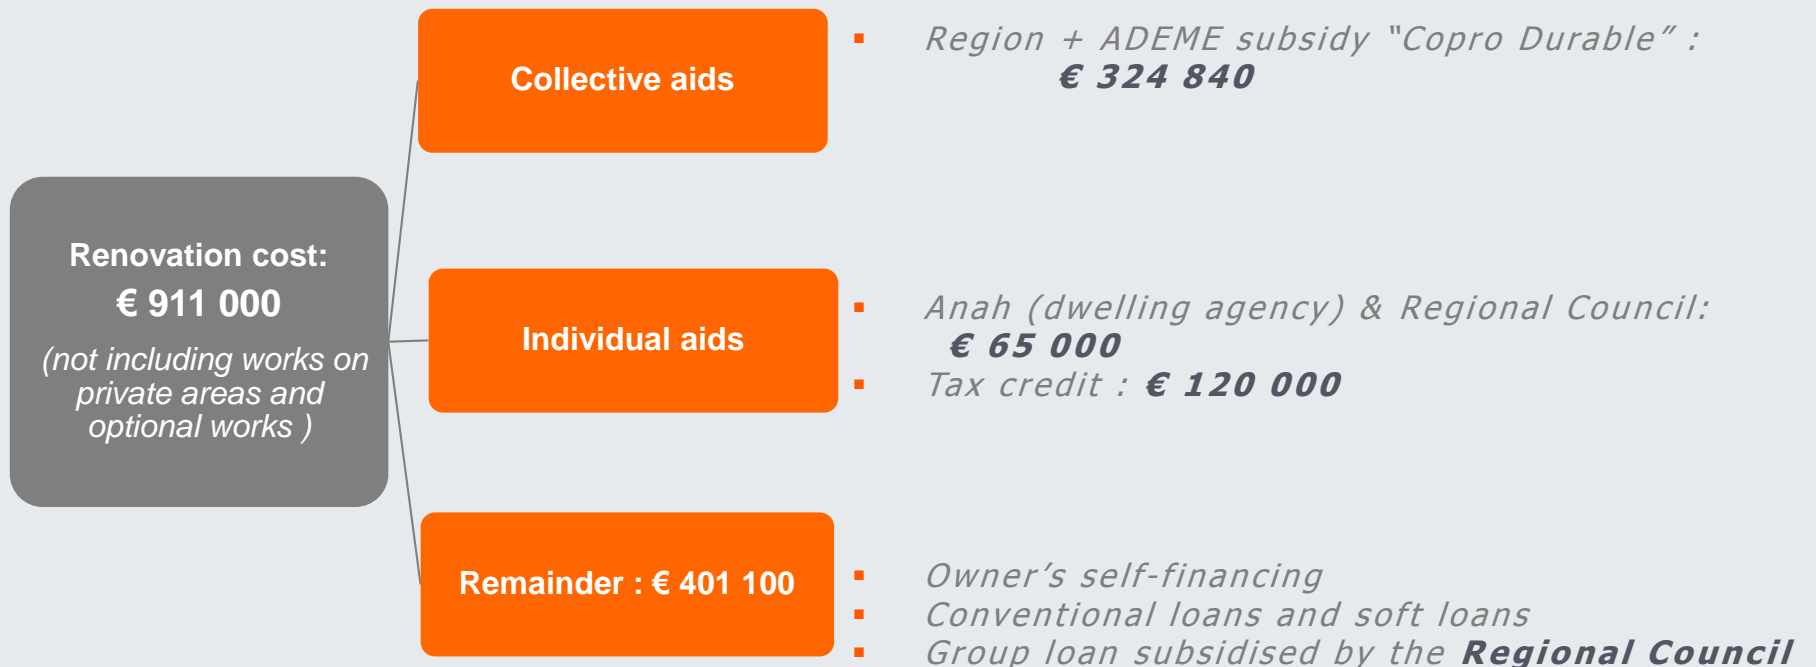 Renovation cost:
€ 911 000
(not including works on
private areas and
optional works )
Collective aids
▪ Region + ADEME subsidy “Copro Durable” :
€ 324 840
Individual aids
▪ Anah (dwelling agency) & Regional Council:
€ 65 000
▪ Tax credit : € 120 000
Remainder : € 401 100
▪ Owner’s self-financing
▪ Conventional loans and soft loans
▪ Group loan subsidised by the Regional Council